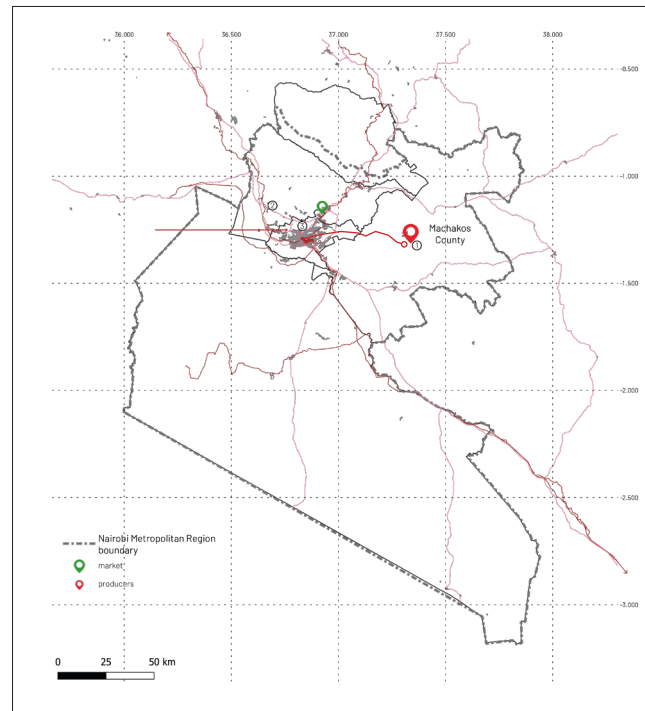 36.000 36.500 37.000 37.500 38.000
-0.500
-1.000
2
3
Machakos
County
1
-1.500
-2.000
-2.500
Nairobi Metropolitan Region
boundary
market
producers
-3.000
0 25 50 km